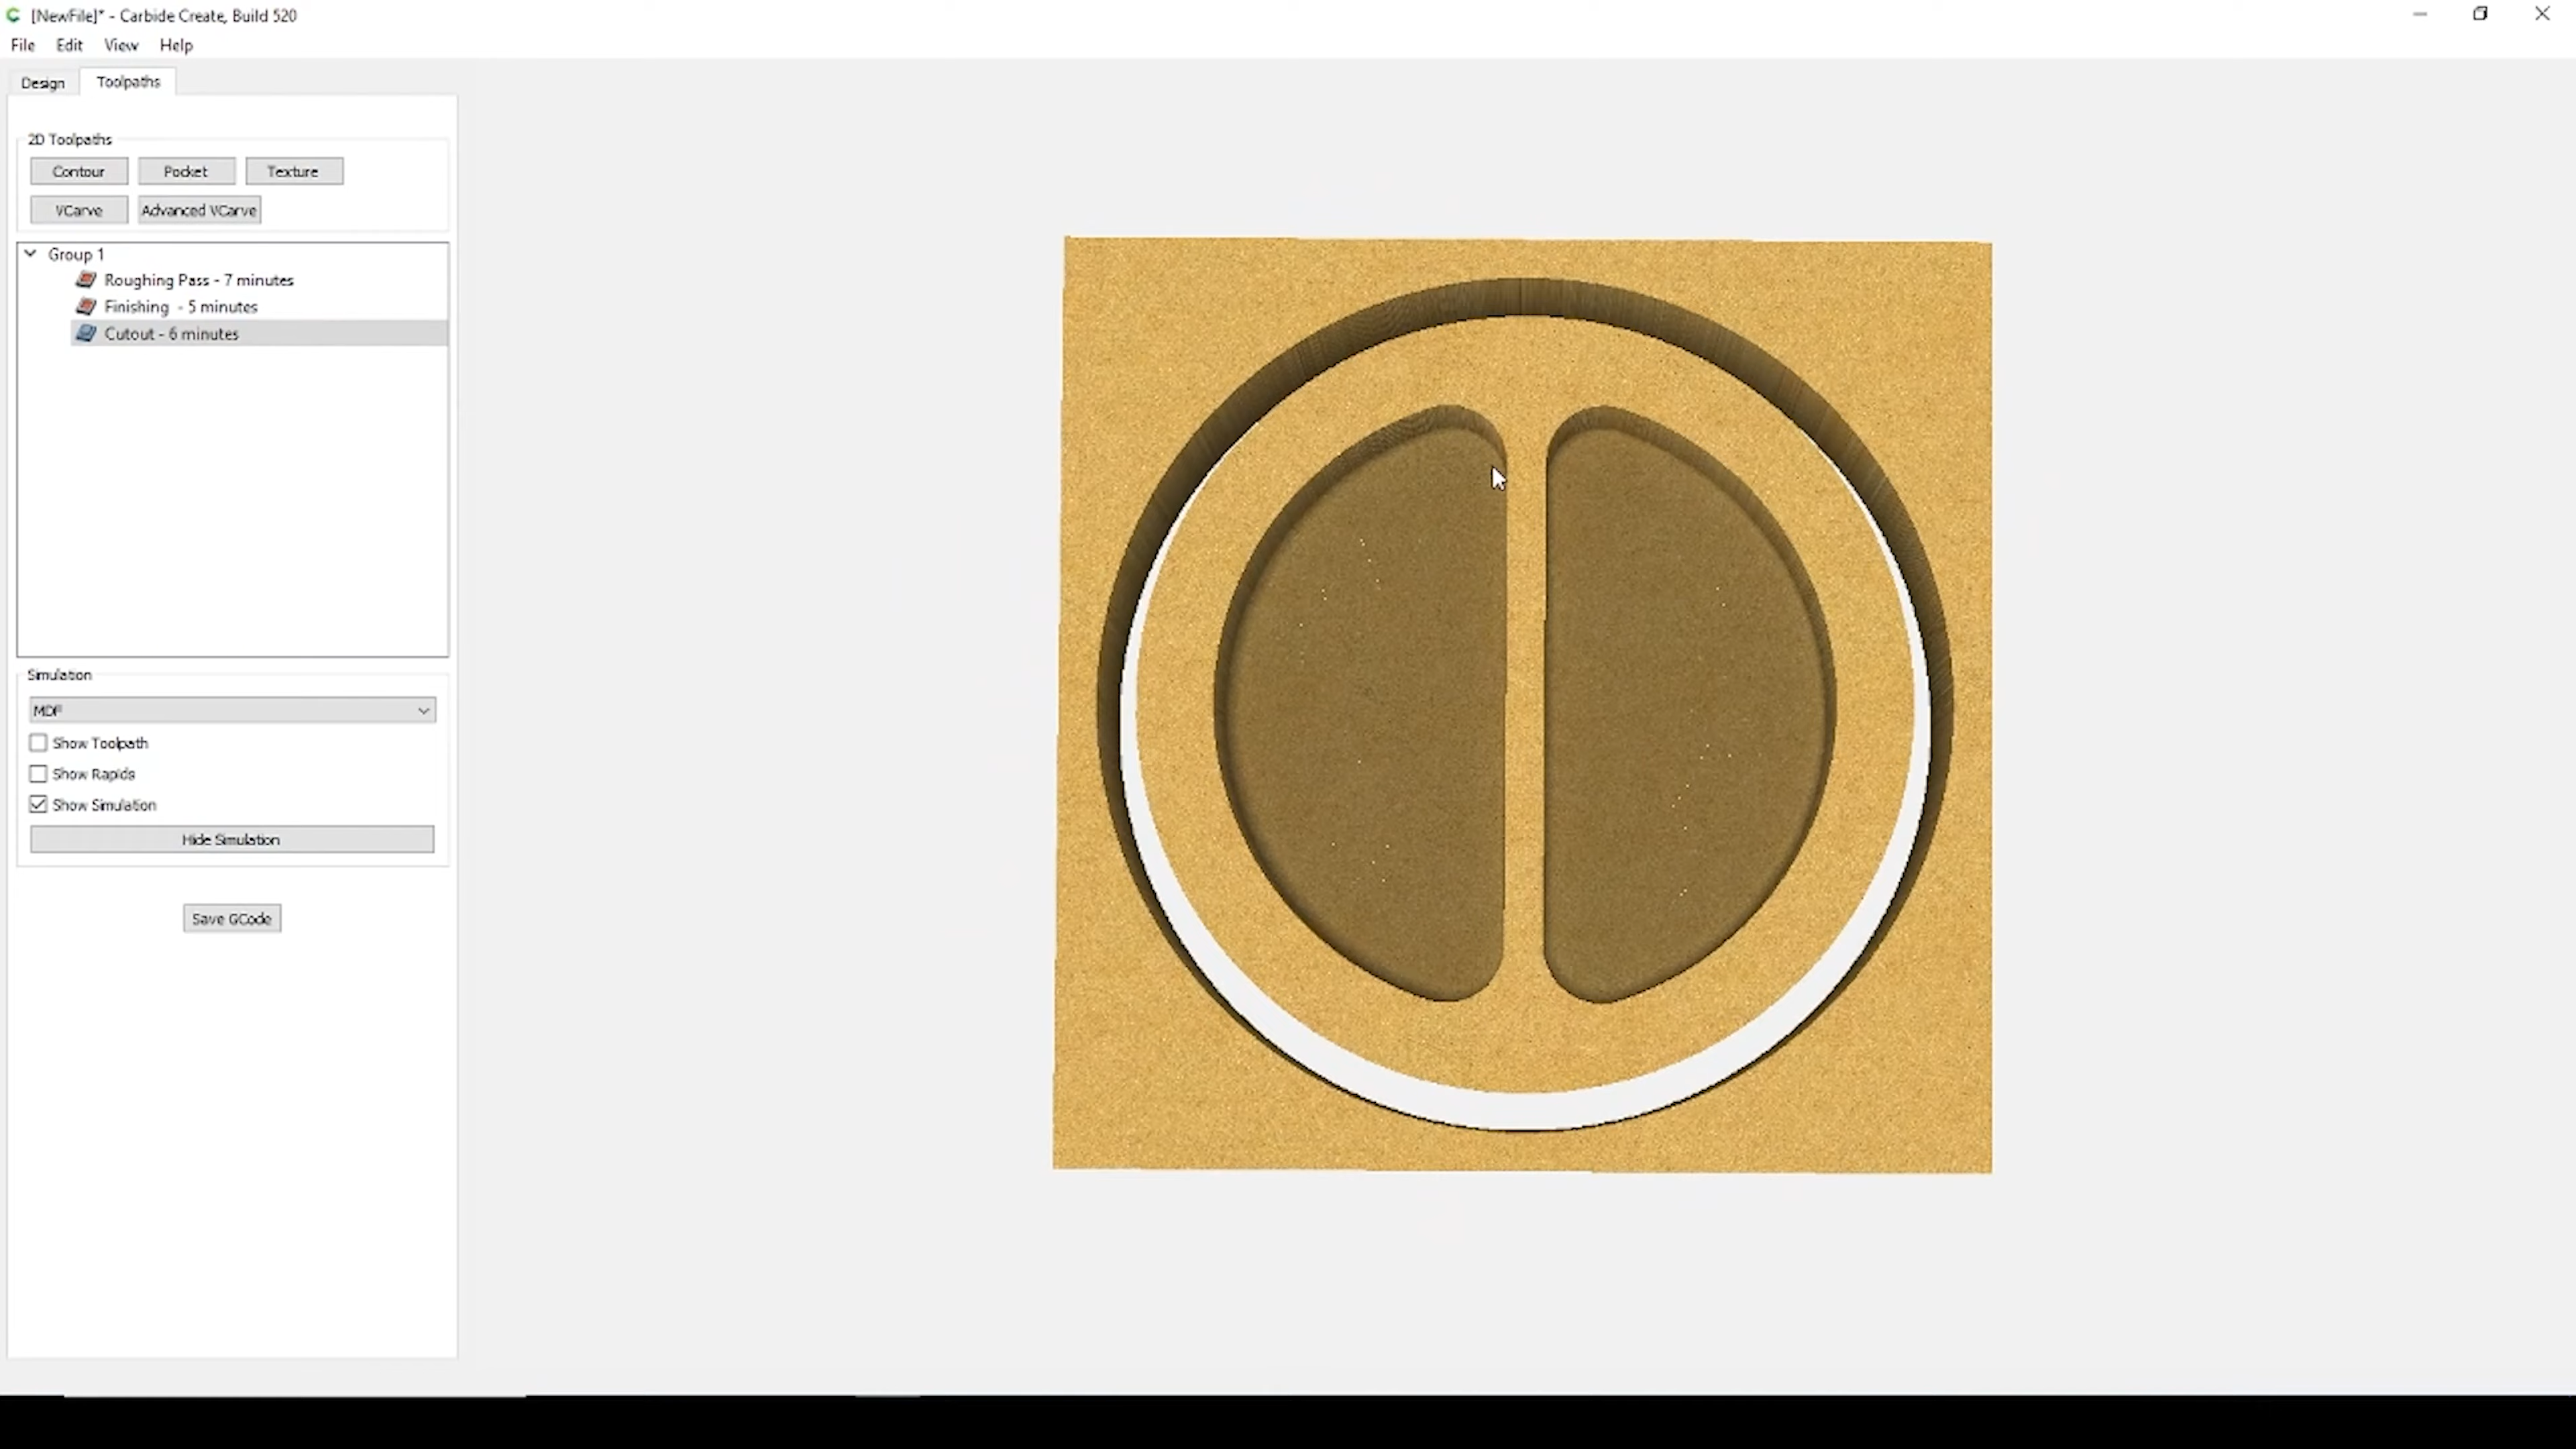 [NewFile]* - Carbide Create, Build 520
File Edit View Help
Design Toolpaths
2D Toolpaths
Contour Pocket Texture
VCarve Advanced VCarve
Group 1
Roughing Pass - 7 minutes
Finishing - 5 minutes
Cutout - 6 minutes
Simulation
MDF
Show Toolpath
Show Rapids
Show Simulation
Hide Simulation
Save GCode